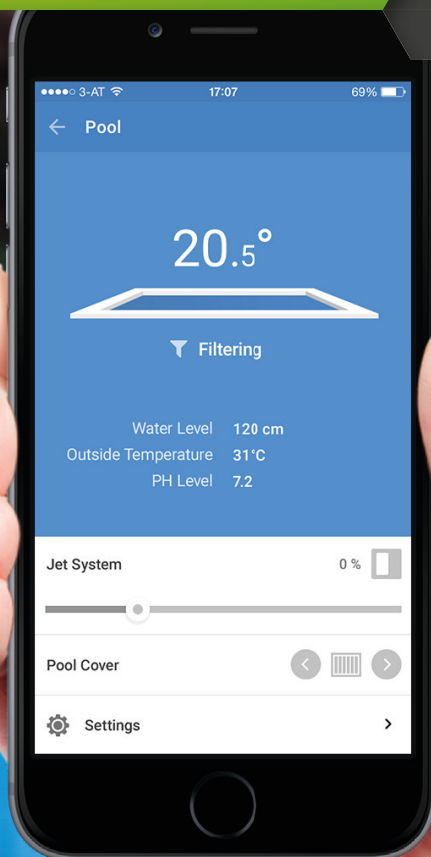 3-AT 17:07 69%
Pool
20.5°
Filtering
Water Level 120 cm
Outside Temperature 31°C
PH Level 7.2
Jet System 0 %
Pool Cover
Settings